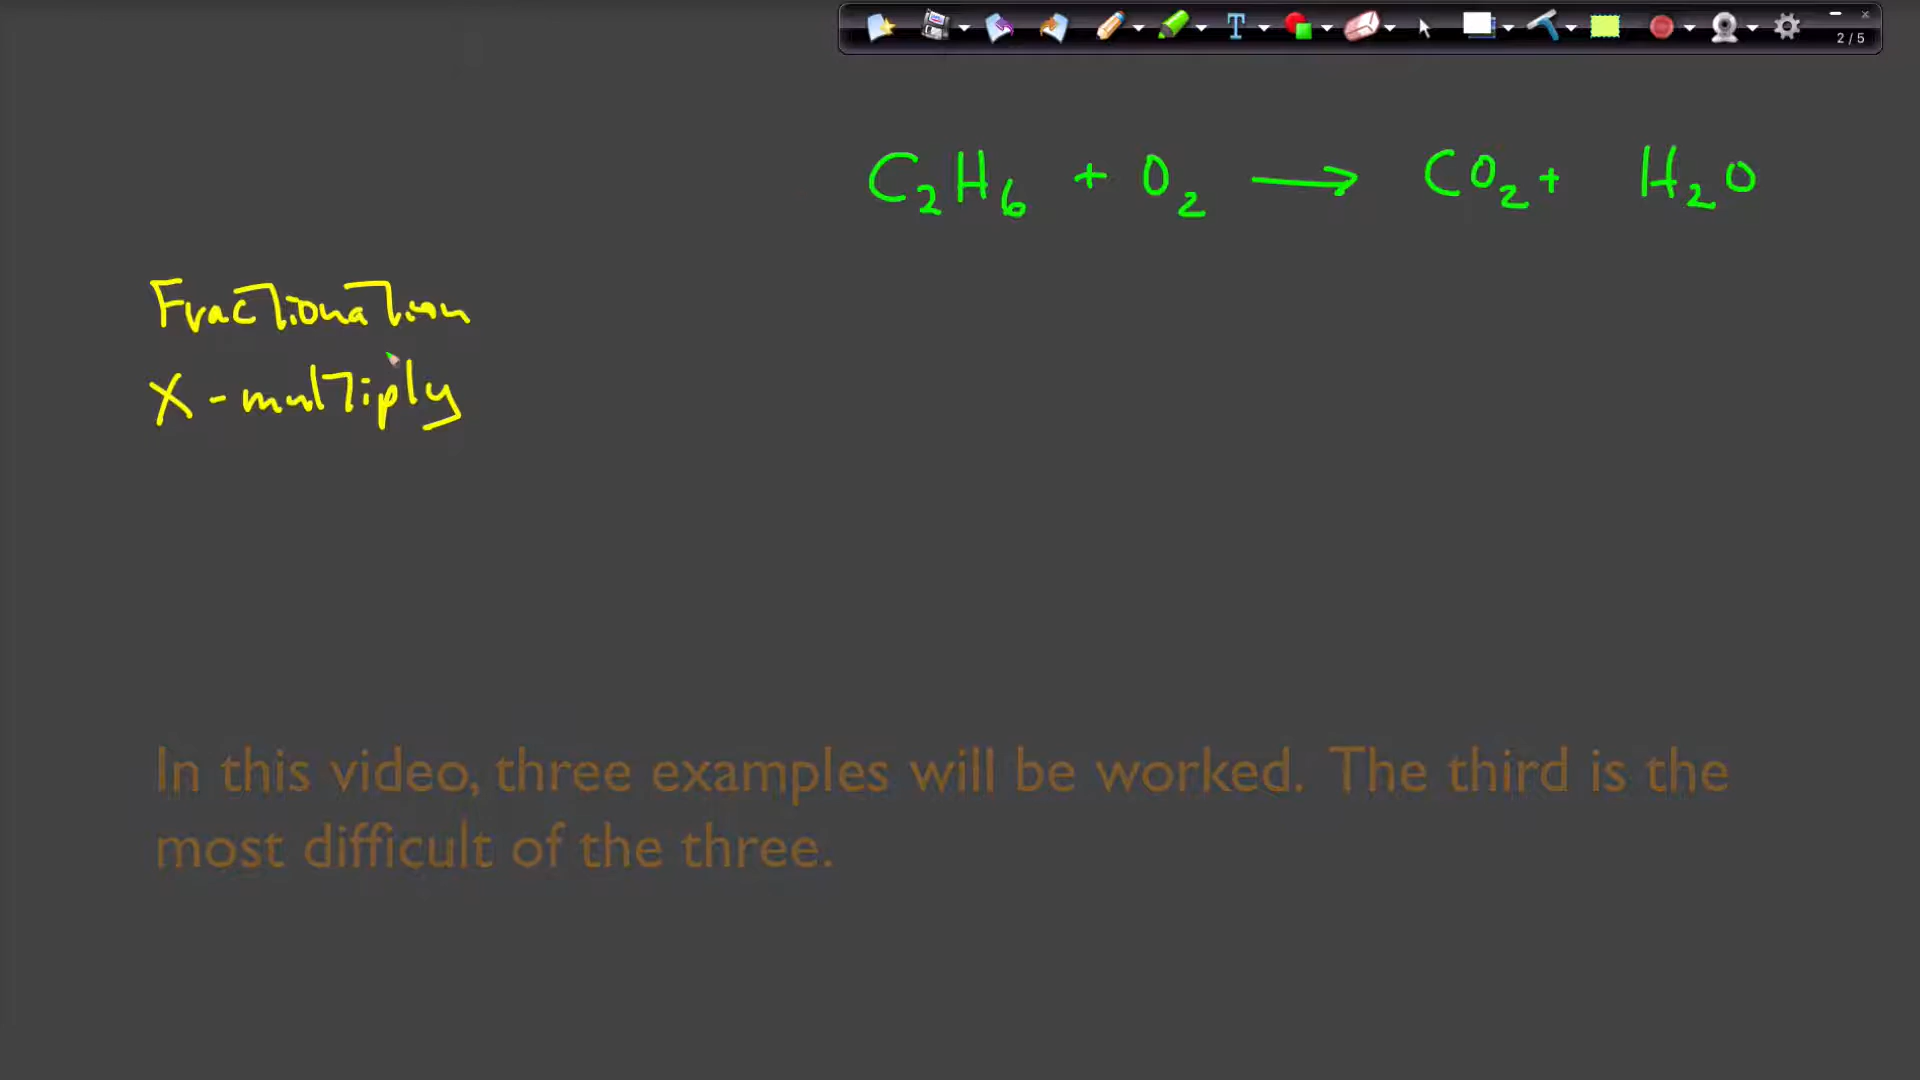 2 / 5
C₂H₆ + O₂ → CO₂ + H₂O
Fractionation
X - multiply
In this video, three examples will be worked. The third is the
most difficult of the three.